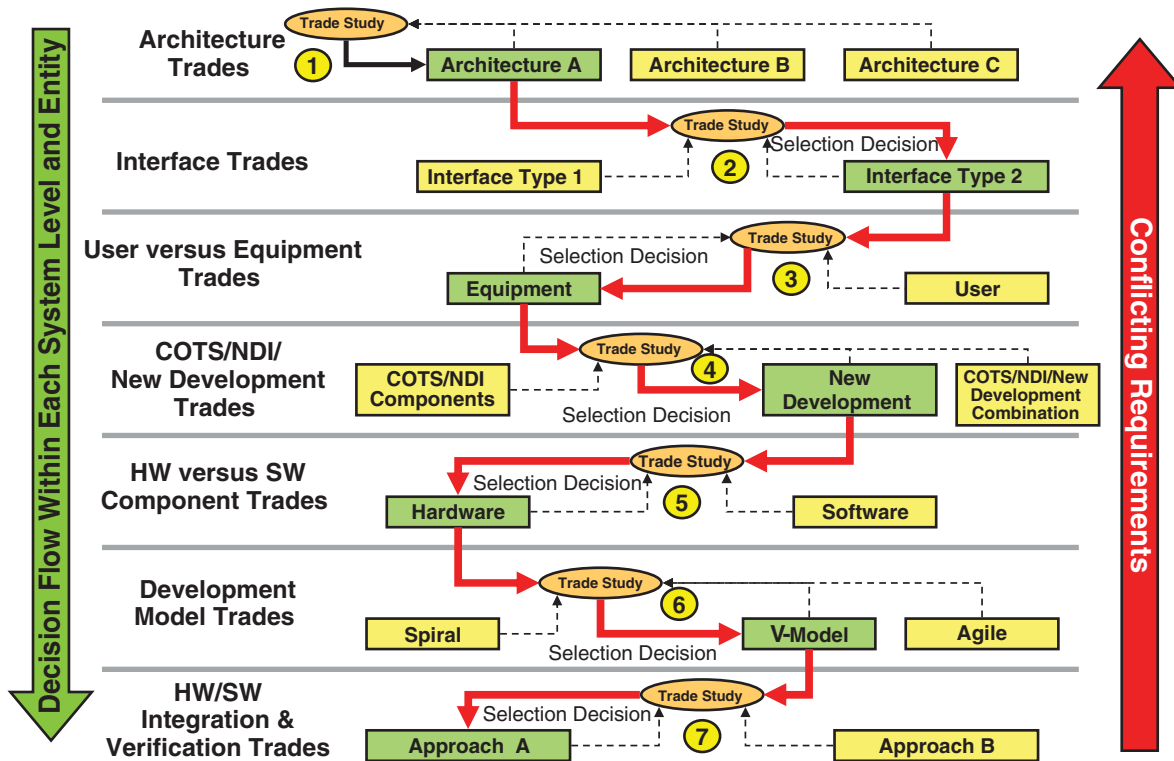 Decision Flow Within Each System Level and Entity
Trade Study
Architecture
Trades
1
Architecture A
Architecture B
Architecture C
Interface Trades
Trade Study
Selection Decision
2
Interface Type 1
Interface Type 2
User versus Equipment
Trades
Trade Study
Selection Decision
3
Equipment
User
COTS/NDI/
New Development
Trades
Trade Study
4
COTS/NDI
Components
New
Development
COTS/NDI/New
Development
Combination
Selection Decision
HW versus SW
Component Trades
Trade Study
Selection Decision
5
Hardware
Software
Development
Model Trades
Trade Study
6
Spiral
V-Model
Agile
Selection Decision
HW/SW
Integration &
Verification Trades
Trade Study
Selection Decision
7
Approach A
Approach B
Conflicting Requirements